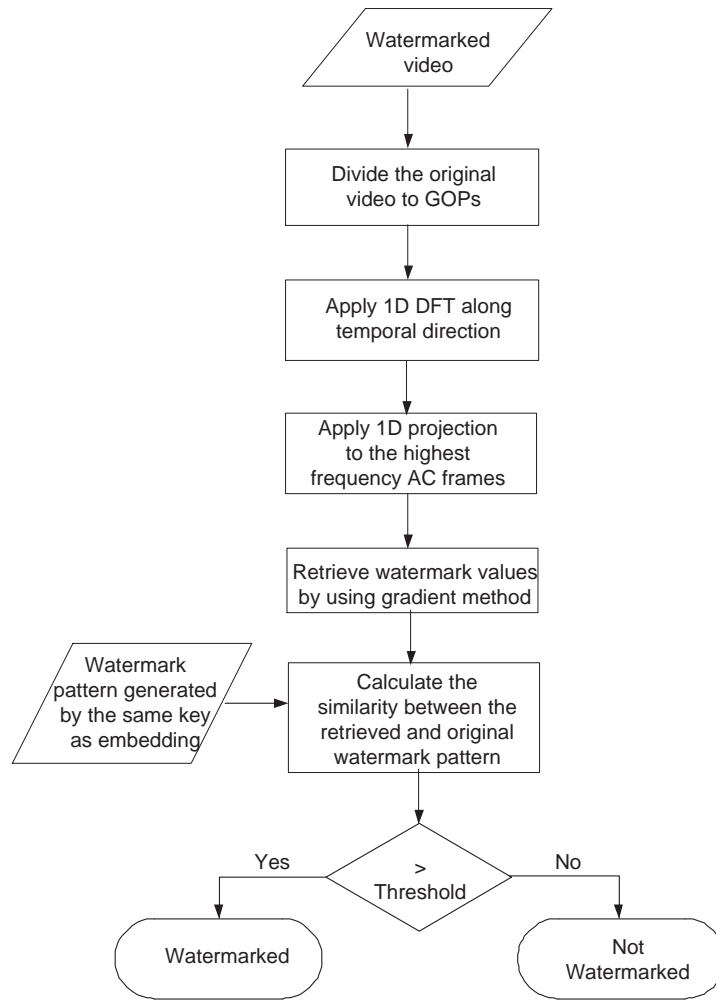 Watermarked
video
Divide the original
video to GOPs
Apply 1D DFT along
temporal direction
Apply 1D projection
to the highest
frequency AC frames
Retrieve watermark values
by using gradient method
Watermark
pattern generated
by the same key
as embedding
Calculate the
similarity between the
retrieved and original
watermark pattern
Yes
>
Threshold
No
Watermarked
Not
Watermarked